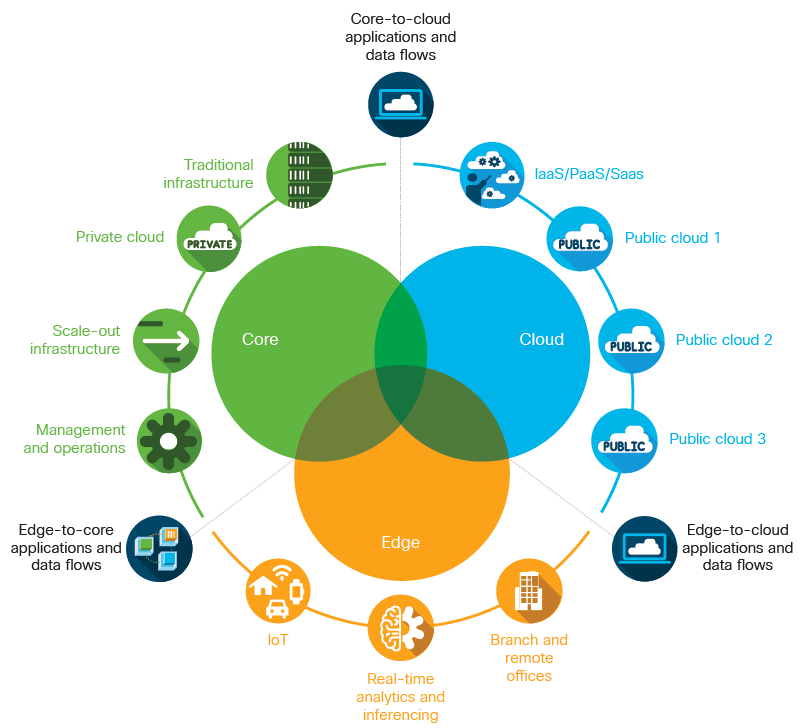 Core-to-cloud
applications and
data flows
Traditional
infrastructure
IaaS/PaaS/Saas
Private cloud
PRIVATE
PUBLIC
Public cloud 1
Scale-out
infrastructure
Core
Cloud
PUBLIC
Public cloud 2
Management
and operations
PUBLIC
Public cloud 3
Edge-to-core
applications and
data flows
Edge
Edge-to-cloud
applications and
data flows
IoT
Real-time
analytics and
inferencing
Branch and
remote
offices